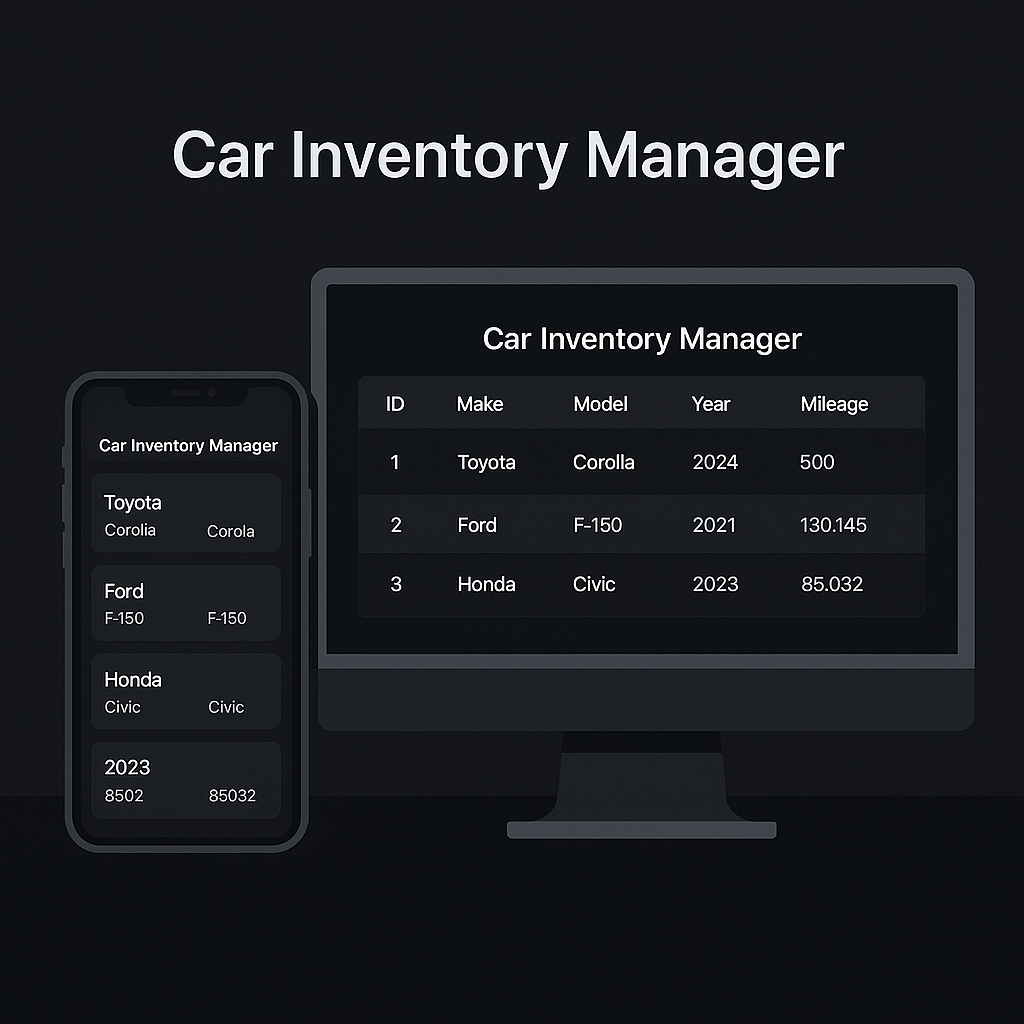 Car Inventory Manager
Car Inventory Manager
ID Make Model Year Mileage
1 Toyota Corolla 2024 500
2 Ford F-150 2021 130.145
3 Honda Civic 2023 85.032
Car Inventory Manager
Toyota
Corolia Corola
Ford
F-150 F-150
Honda
Civic Civic
2023
8502 85032